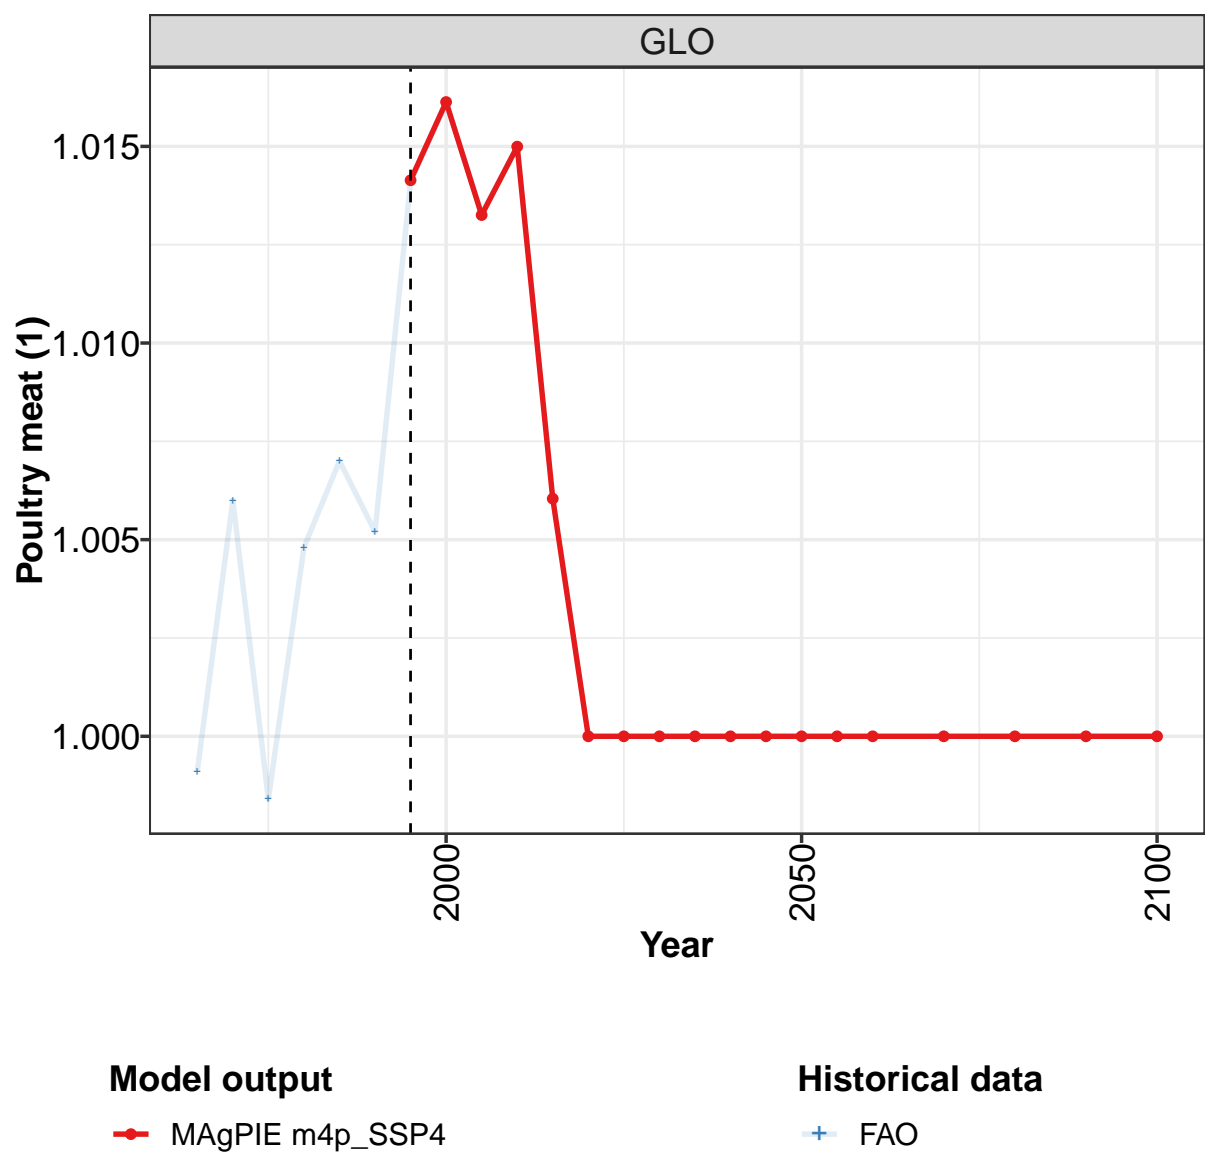 GLO
Poultry meat (1)
1.015
1.010
1.005
1.000
2000
2050
2100
Year
Model output
MAgPIE m4p_SSP4
Historical data
FAO